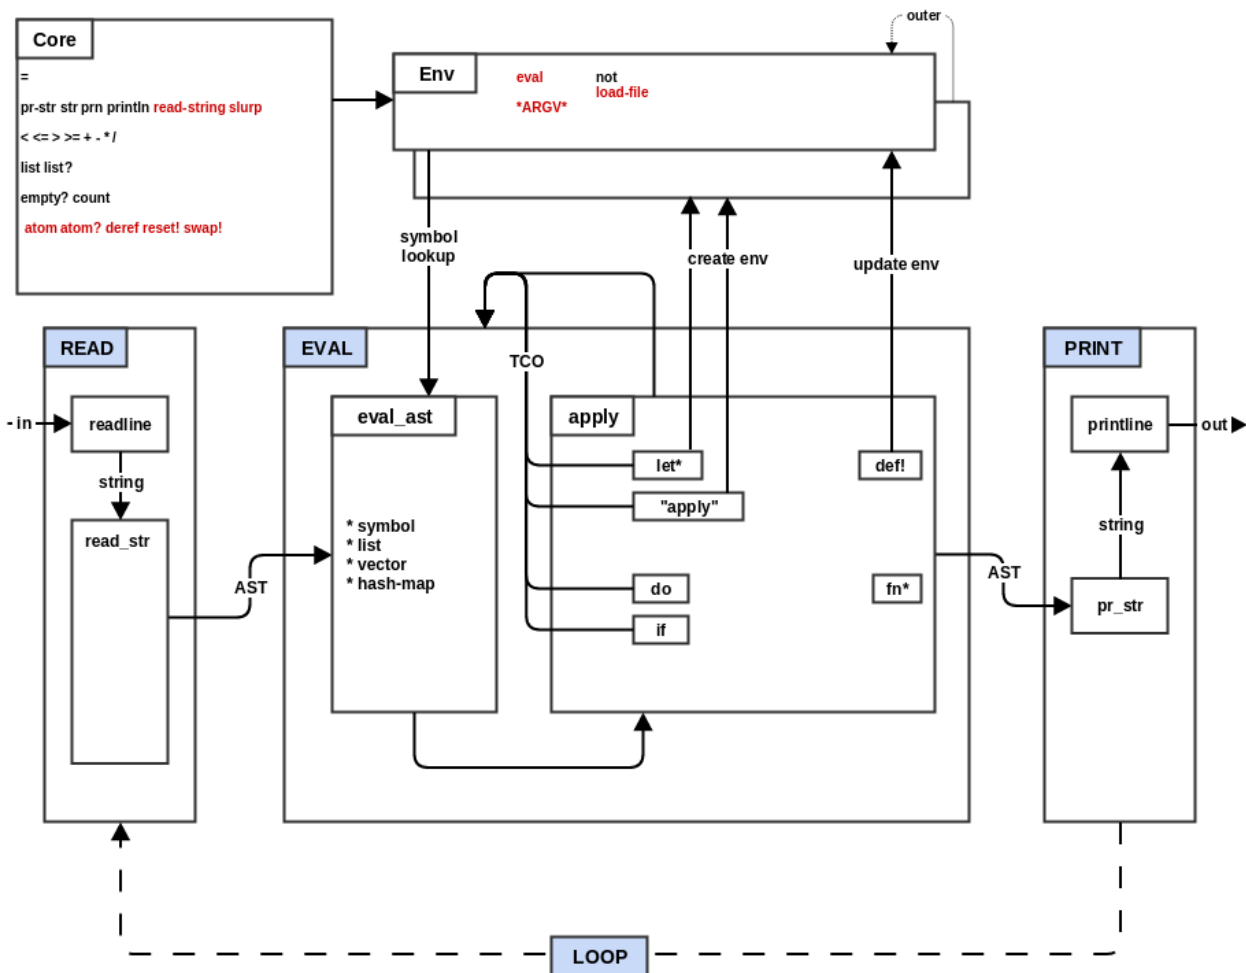 outer
Core
=
pr-str str prn println read-string slurp
< <= > >= + - * /
list list?
empty? count
atom atom? deref reset! swap!
Env
eval
not
load-file
*ARGV*
symbol
lookup
create env
update env
READ
- in
readline
string
read_str
AST
EVAL
TCO
eval_ast
* symbol
* list
* vector
* hash-map
apply
let*
"apply"
do
if
def!
fn*
AST
PRINT
printline
out
string
pr_str
LOOP